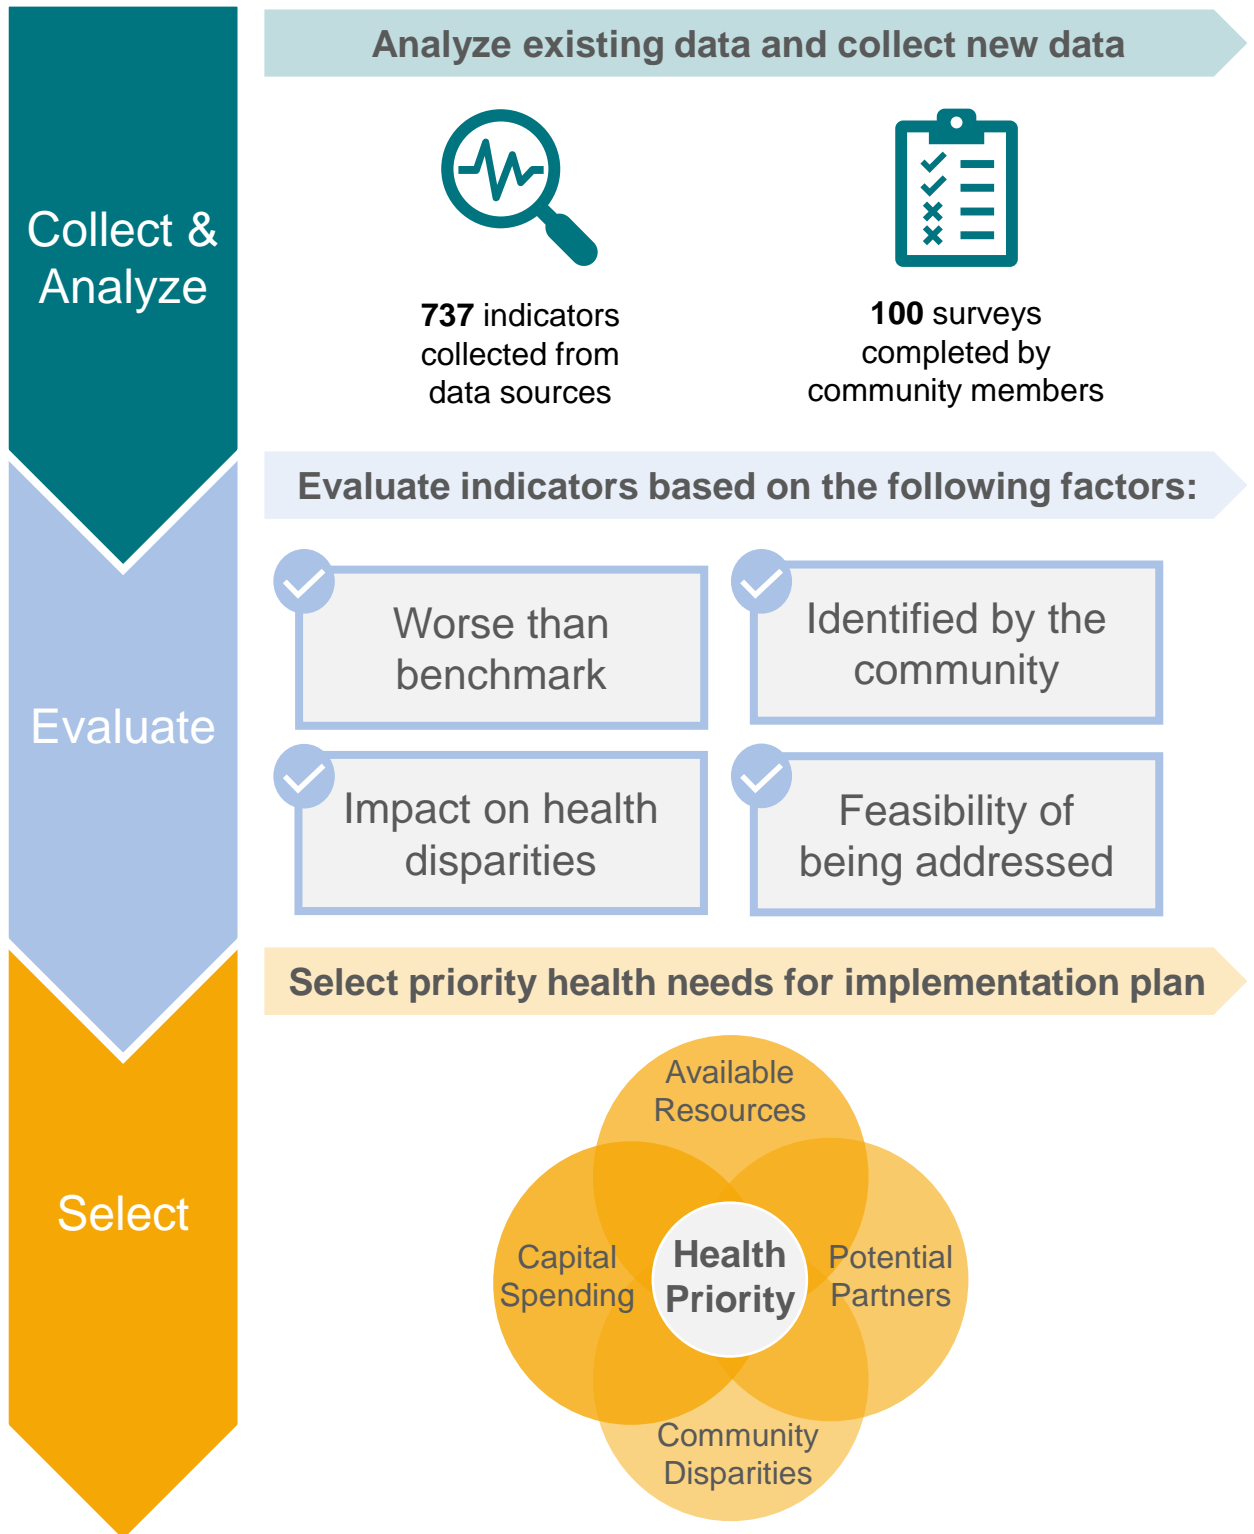 Analyze existing data and collect new data
Collect &
Analyze
737 indicators
collected from
data sources
100 surveys
completed by
community members
Evaluate indicators based on the following factors:
Evaluate
Worse than
benchmark
Identified by the
community
Impact on health
disparities
Feasibility of
being addressed
Select priority health needs for implementation plan
Select
Available
Resources
Capital
Spending
Health
Priority
Potential
Partners
Community
Disparities